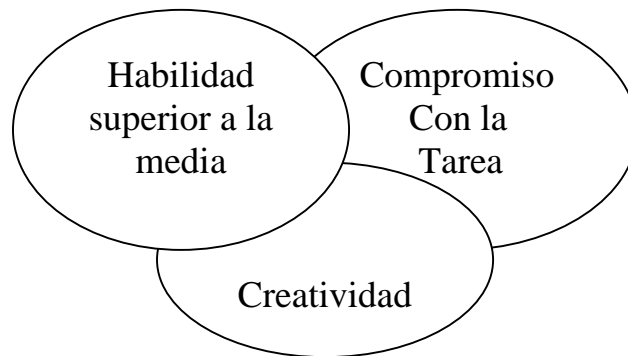 Habilidad
superior a la
media
Compromiso
Con la
Tarea
Creatividad